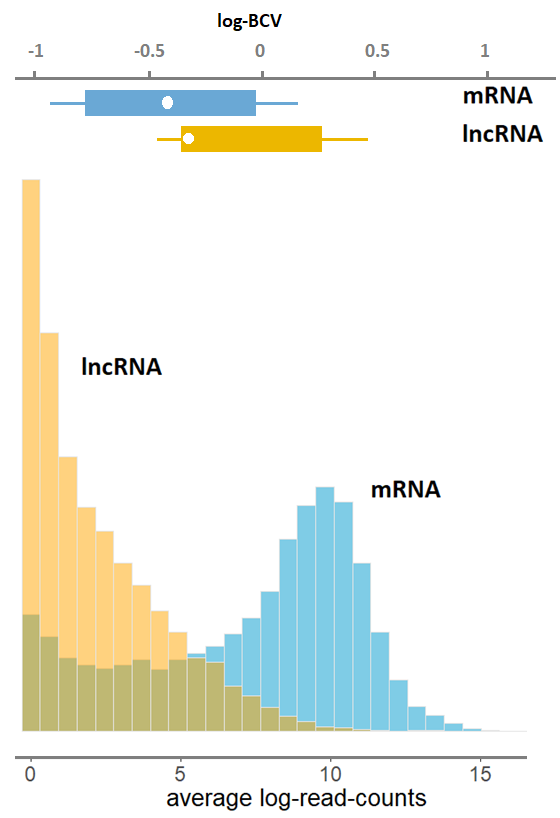 log-BCV
-1 -0.5 0 0.5 1
mRNA
lncRNA
lncRNA
mRNA
0 5 10 15
average log-read-counts